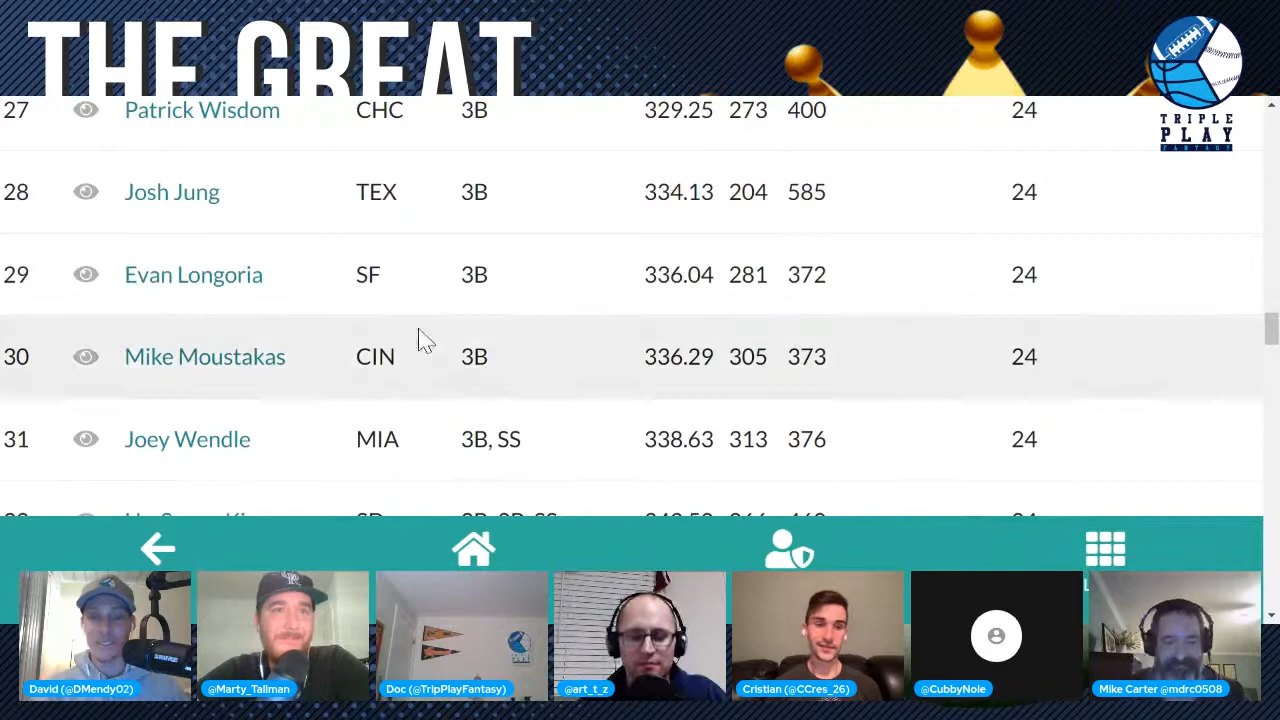 THE GREAT
TRIPLE
PLAY
FANTASY
27 Patrick Wisdom CHC 3B 329.25 273 400 24
28 Josh Jung TEX 3B 334.13 204 585 24
29 Evan Longoria SF 3B 336.04 281 372 24
30 Mike Moustakas CIN 3B 336.29 305 373 24
31 Joey Wendle MIA 3B, SS 338.63 313 376 24
David (@DMendy02)
@Marty_Tallman
Doc (@TripPlayFantasy)
@art_t_z
Cristian (@CCres_26)
@CubbyNole
Mike Carter @mdrc0508